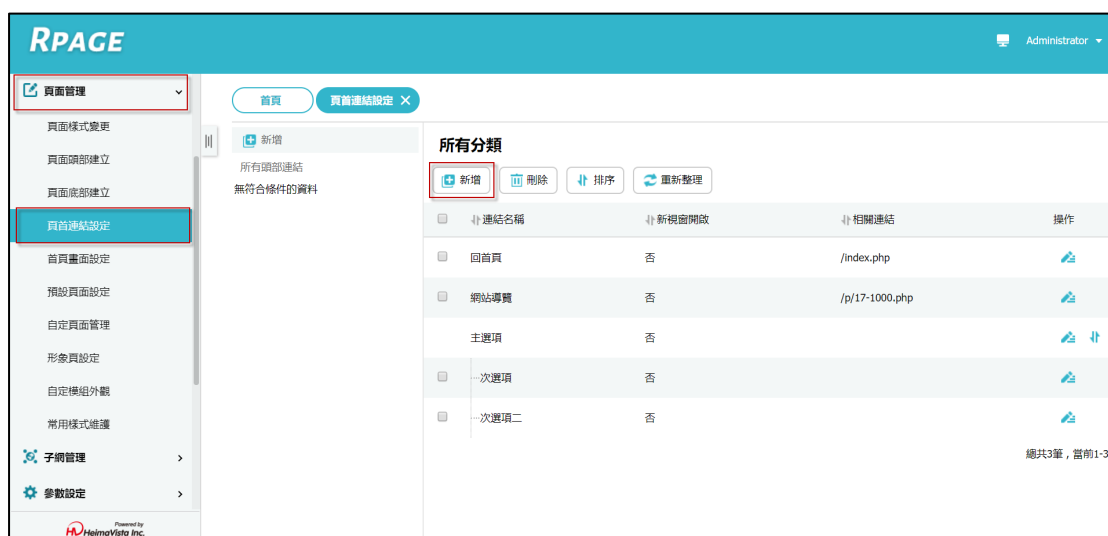 RPAGE
Administrator
頁面管理
頁面樣式變更
頁面頭部建立
頁面底部建立
頁首連結設定
首頁畫面設定
預設頁面設定
自定頁面管理
形象頁設定
自定模組外觀
常用樣式維護
子網管理
參數設定
Powered by
HeimaVista Inc.
首頁 頁首連結設定
新增
所有頭部連結
無符合條件的資料
所有分類
新增 刪除 排序 重新整理
連結名稱 新視窗開啟 相關連結 操作
回首頁 否 /index.php
網站導覽 否 /p/17-1000.php
主選項 否
次選項 否
次選項二 否
總共3筆，當前1-3